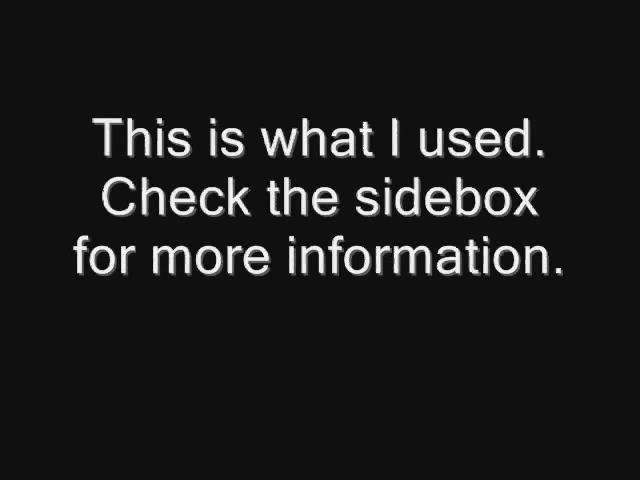 This is what I used.
Check the sidebox
for more information.